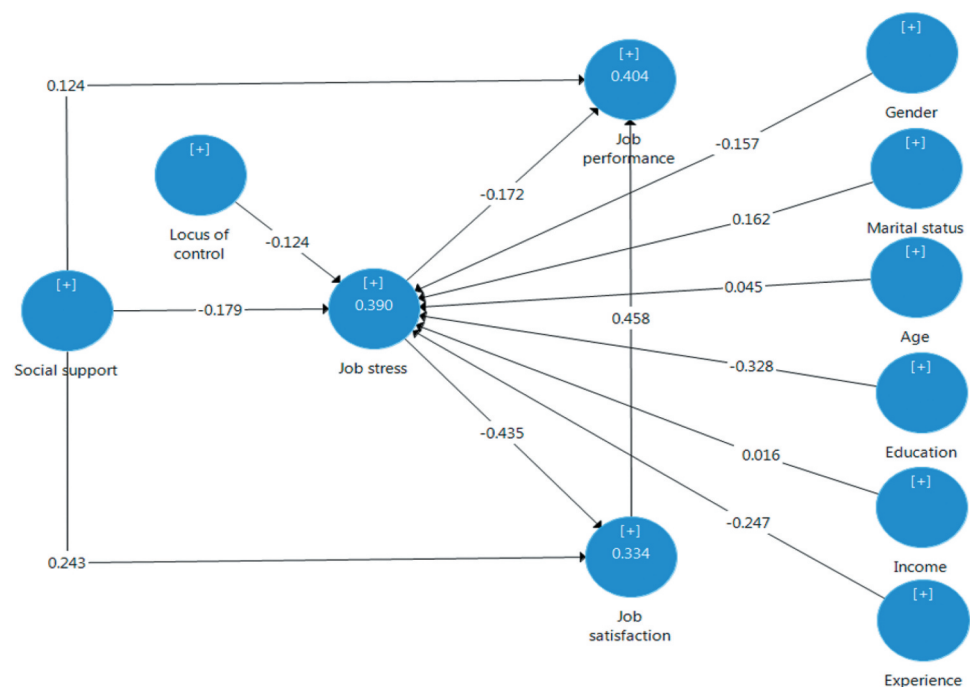 [+]
0.404
Job
performance
[+]
Gender
0.124
-0.157
[+]
Locus of
control
-0.172
[+]
Marital status
0.162
-0.124
[+]
Social support
-0.179
[+]
0.390
Job stress
[+]
Age
0.045
0.458
-0.328
[+]
Education
-0.435
0.016
[+]
Income
-0.247
0.243
[+]
0.334
Job
satisfaction
[+]
Experience